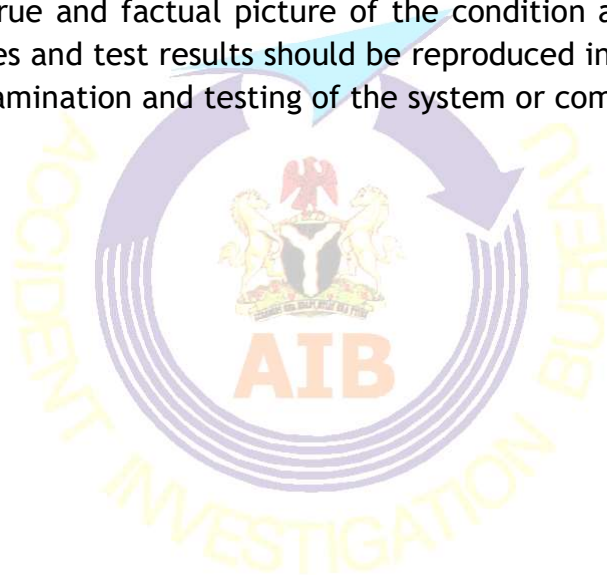 rue and factual picture of the condition a
es and test results should be reproduced in
amination and testing of the system or com
ACCIDENT INVESTIGATION BUREAU
AIB